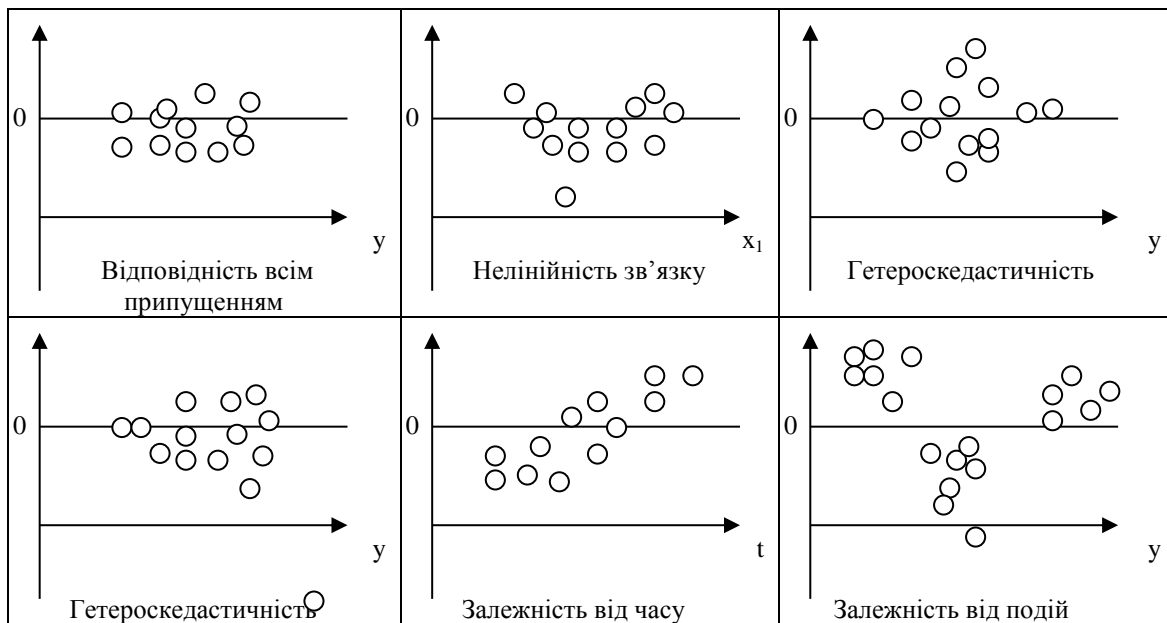 0
y
Відповідність всім
припущенням
0
x1
Нелінійність зв’язку
0
y
Гетероскедастичність
0
y
Гетероскедастичність
t
Залежність від часу
0
y
Залежність від подій